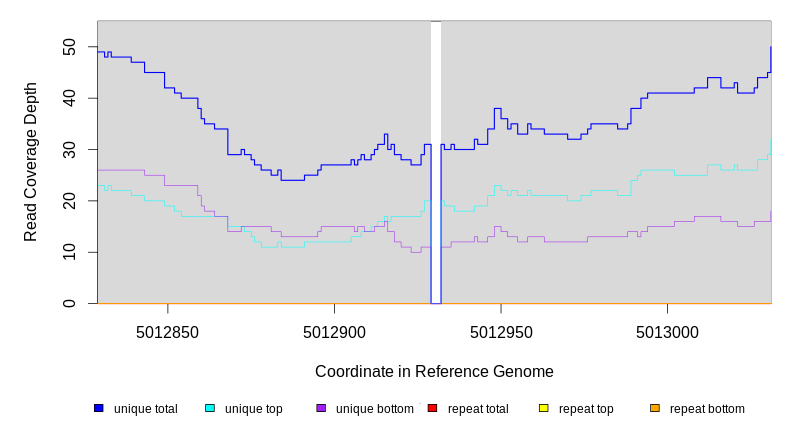 Read Coverage Depth
50
40
30
20
10
0
5012850 5012900 5012950 5013000
Coordinate in Reference Genome
unique total unique top unique bottom repeat total repeat top repeat bottom